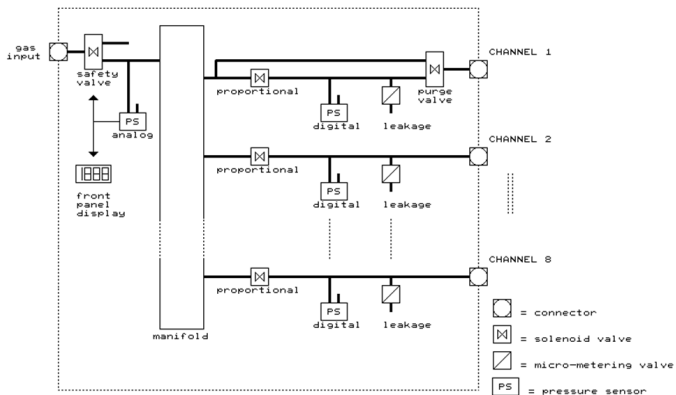 gas
input
safety
valve
PS
analog
1888
front
panel
display
manifold
proportional
PS
digital
leakage
purge
valve
CHANNEL 1
proportional
PS
digital
leakage
CHANNEL 2
proportional
PS
digital
leakage
CHANNEL 8
= connector
= solenoid valve
= micro-metering valve
PS = pressure sensor